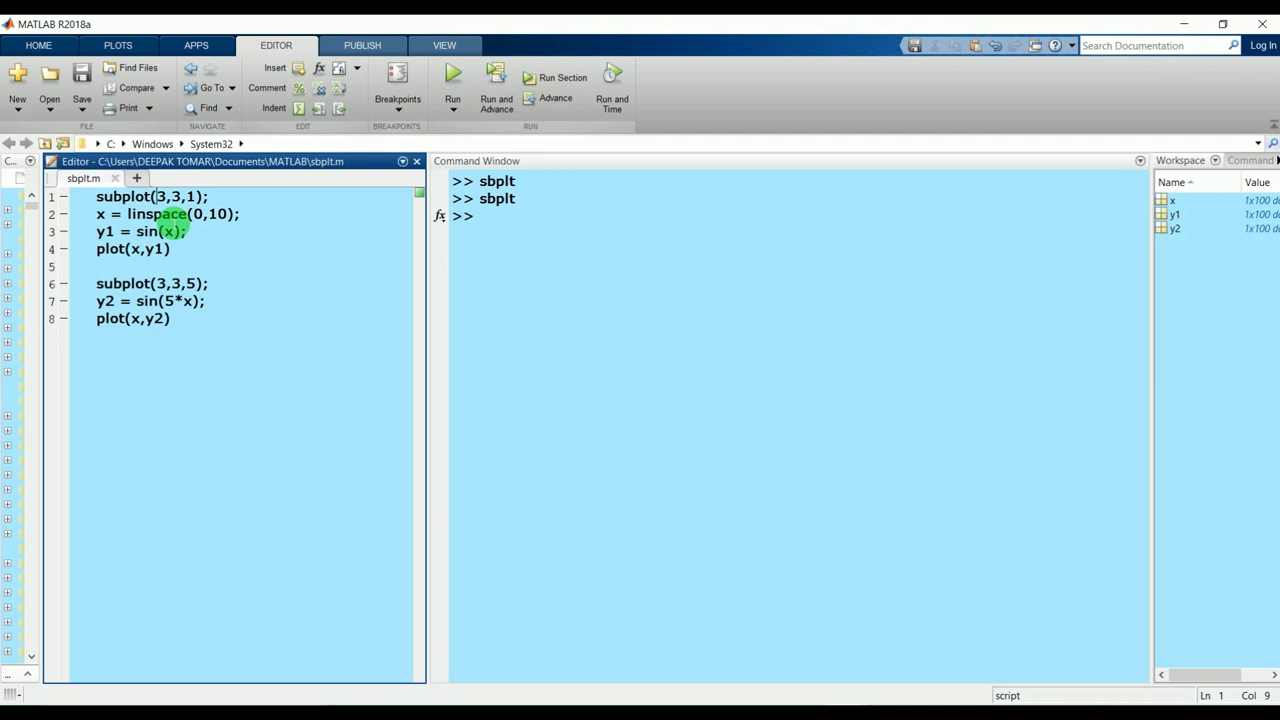 MATLAB R2018a
HOME PLOTS APPS EDITOR PUBLISH VIEW Search Documentation Log In
New Open Save Find Files Compare Print Go To Find Insert fx Comment Indent Breakpoints Run Run and Advance Run Section Advance Run and Time
FILE NAVIGATE EDIT BREAKPOINTS RUN
C: Windows System32
C... Editor - C:\Users\DEEPAK TOMAR\Documents\MATLAB\sbplt.m
sbplt.m +
1 - subplot(3,3,1);
2 - x = linspace(0,10);
3 - y1 = sin(x);
4 - plot(x,y1)
5
6 - subplot(3,3,5);
7 - y2 = sin(5*x);
8 - plot(x,y2)
Command Window
>> sbplt
>> sbplt
fx >>
Workspace Command
Name Value
x 1x100 do
y1 1x100 do
y2 1x100 do
...
script Ln 1 Col 9